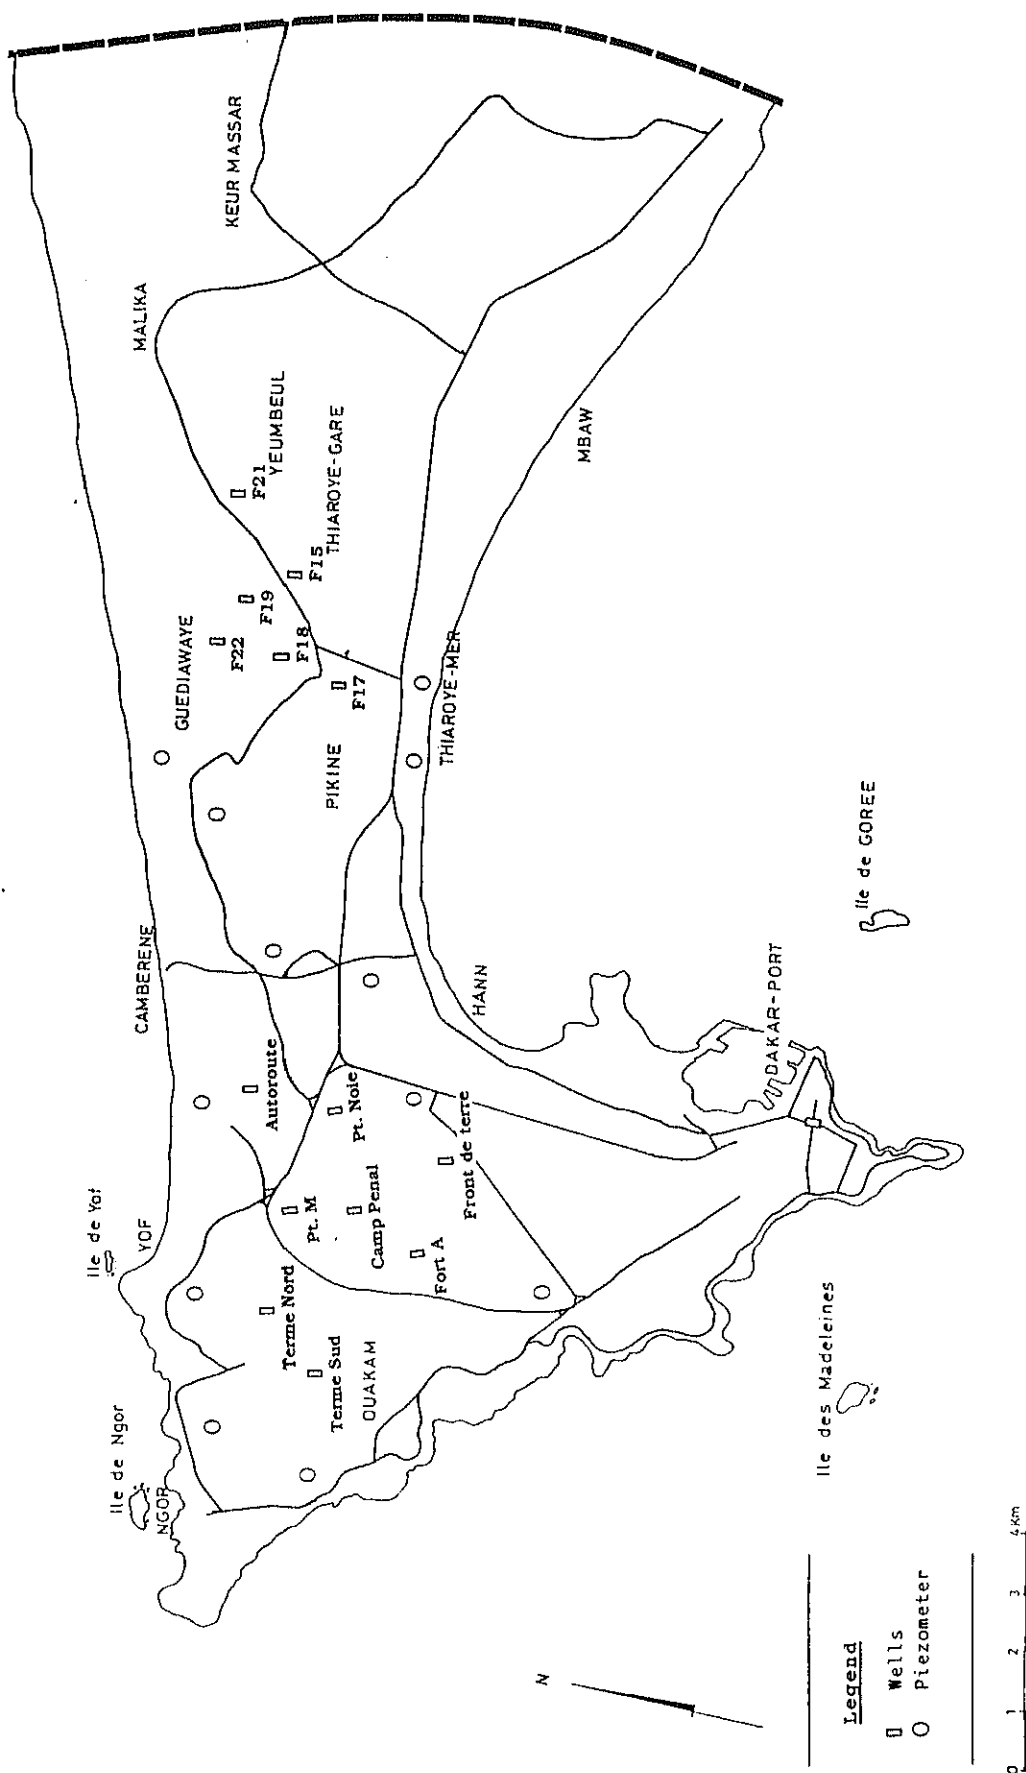 Ile de Ngor
NGOR
Ile de Yof
YOF
CAMBERENE
GUEDIAWAYE
MALIKA
KEUR MASSAR
Terme Nord
Terme Sud
OUAKAM
Pt. M
Camp Penal
Fort A
Autoroute
Pt. Noie
Front de terre
HANN
PIKINE
F22
F19
F18
F17
F15
F21
YEUMBEUL
THIAROYE-GARE
THIAROYE-MER
MBAW
DAKAR-PORT
Ile de GOREE
Ile des Madeleines
N
Legend
Wells
Piezometer
0 1 2 3 4Km